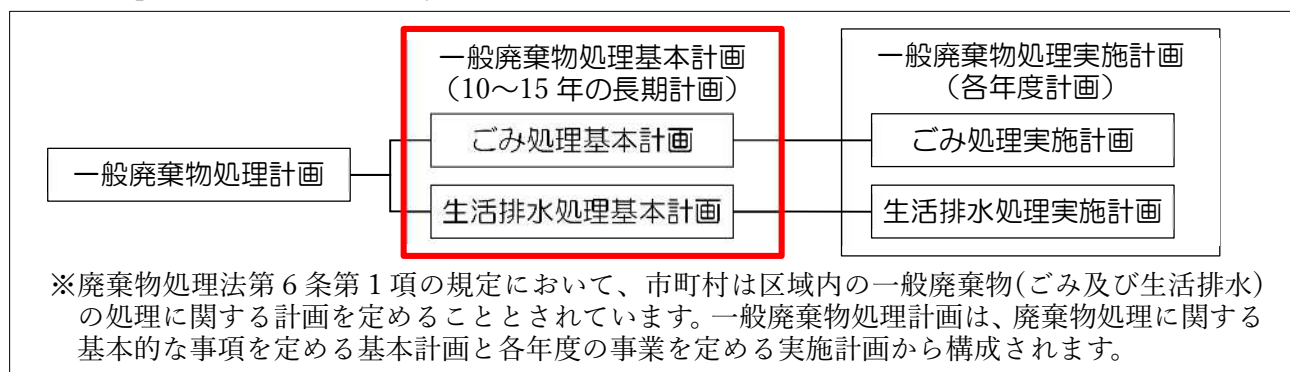 一般廃棄物処理基本計画
(10～15年の長期計画)
一般廃棄物処理実施計画
(各年度計画)
ごみ処理基本計画
ごみ処理実施計画
一般廃棄物処理計画
生活排水処理基本計画
生活排水処理実施計画
※廃棄物処理法第6条第1項の規定において、市町村は区域内の一般廃棄物(ごみ及び生活排水)
の処理に関する計画を定めることとされています。一般廃棄物処理計画は、廃棄物処理に関する
基本的な事項を定める基本計画と各年度の事業を定める実施計画から構成されます。